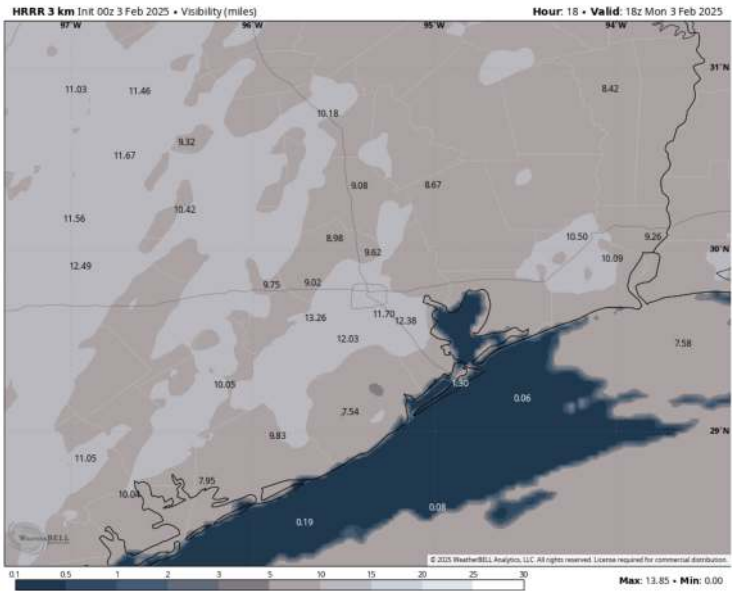 HRRR 3 km Init 00z 3 Feb 2025 • Visibility (miles)
Hour: 18 • Valid: 18z Mon 3 Feb 2025
97°W 96°W 95°W 94°W
31°N
11.03 11.46 8.42
10.18
9.32
11.67
9.08 8.67
10.42
11.56
8.98 10.50 9.26
30°N
9.62
10.09
12.49
9.75 9.02
13.26 11.70 12.38
12.03 7.58
10.05 1.30
0.06
7.54
9.83 29°N
11.05
7.95
10.04
0.08
0.19
WeatherBELL
© 2025 WeatherBELL Analytics, LLC. All rights reserved. License required for commercial distribution.
0.1 0.5 1 2 3 5 10 15 20 25 30
Max: 13.85 • Min: 0.00